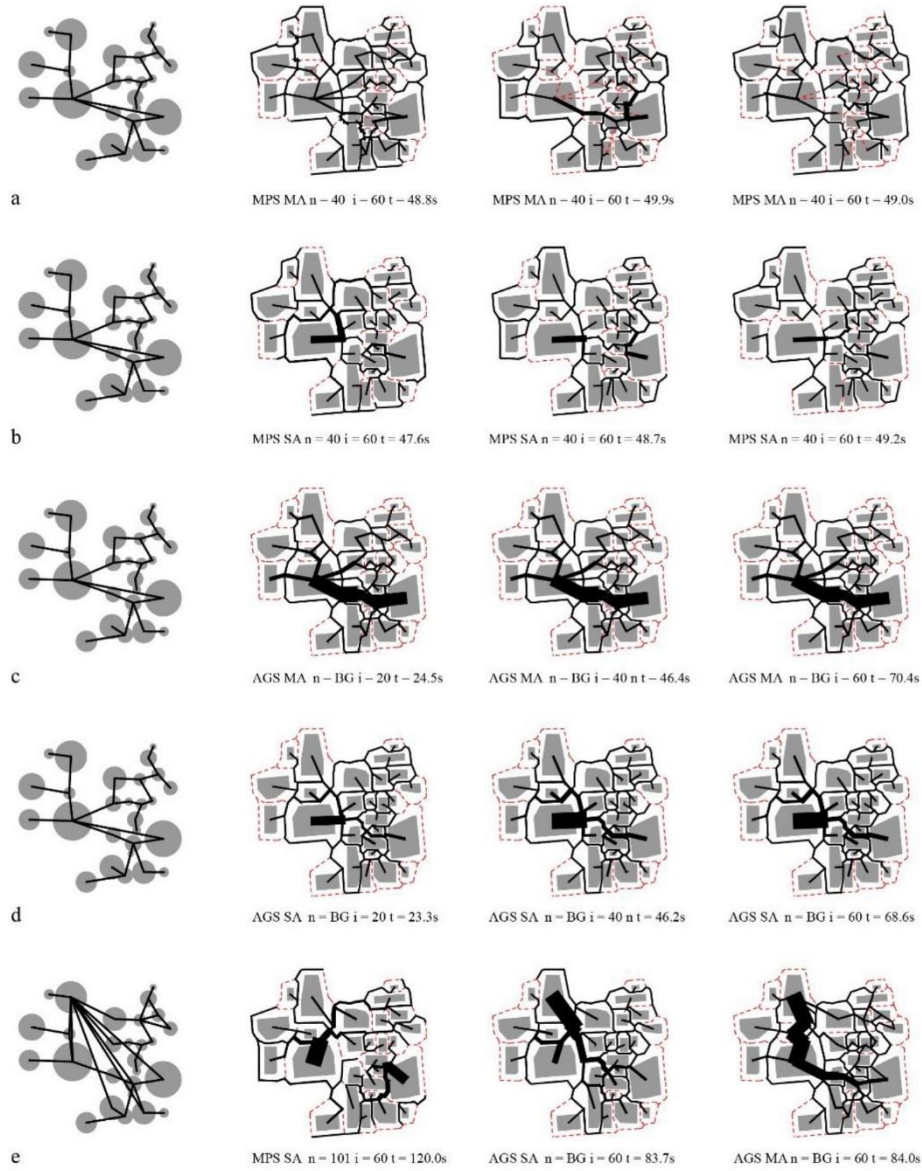 a
MPS MA n – 40 i – 60 t – 48.8s
MPS MA n – 40 i – 60 t – 49.9s
MPS MA n – 40 i – 60 t – 49.0s
b
MPS SA n = 40 i = 60 t = 47.6s
MPS SA n = 40 i = 60 t = 48.7s
MPS SA n = 40 i = 60 t = 49.2s
c
AGS MA n – BG i – 20 t – 24.5s
AGS MA n – BG i – 40 n t – 46.4s
AGS MA n – BG i – 60 t – 70.4s
d
AGS SA n = BG i = 20 t = 23.3s
AGS SA n = BG i = 40 n t = 46.2s
AGS SA n = BG i = 60 t = 68.6s
e
MPS SA n = 101 i = 60 t = 120.0s
AGS SA n = BG i = 60 t = 83.7s
AGS MA n = BG i = 60 t = 84.0s